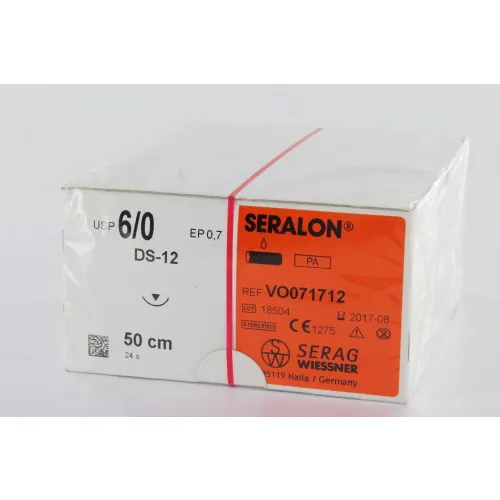 USP 6/0 EP 0,7
DS-12
50 cm
24 x
SERALON®
PA
REF VO071712
LOT 18504 2017-08
STERILE EO CE 1275
SW SERAG
WIESSNER
95119 Naila / Germany